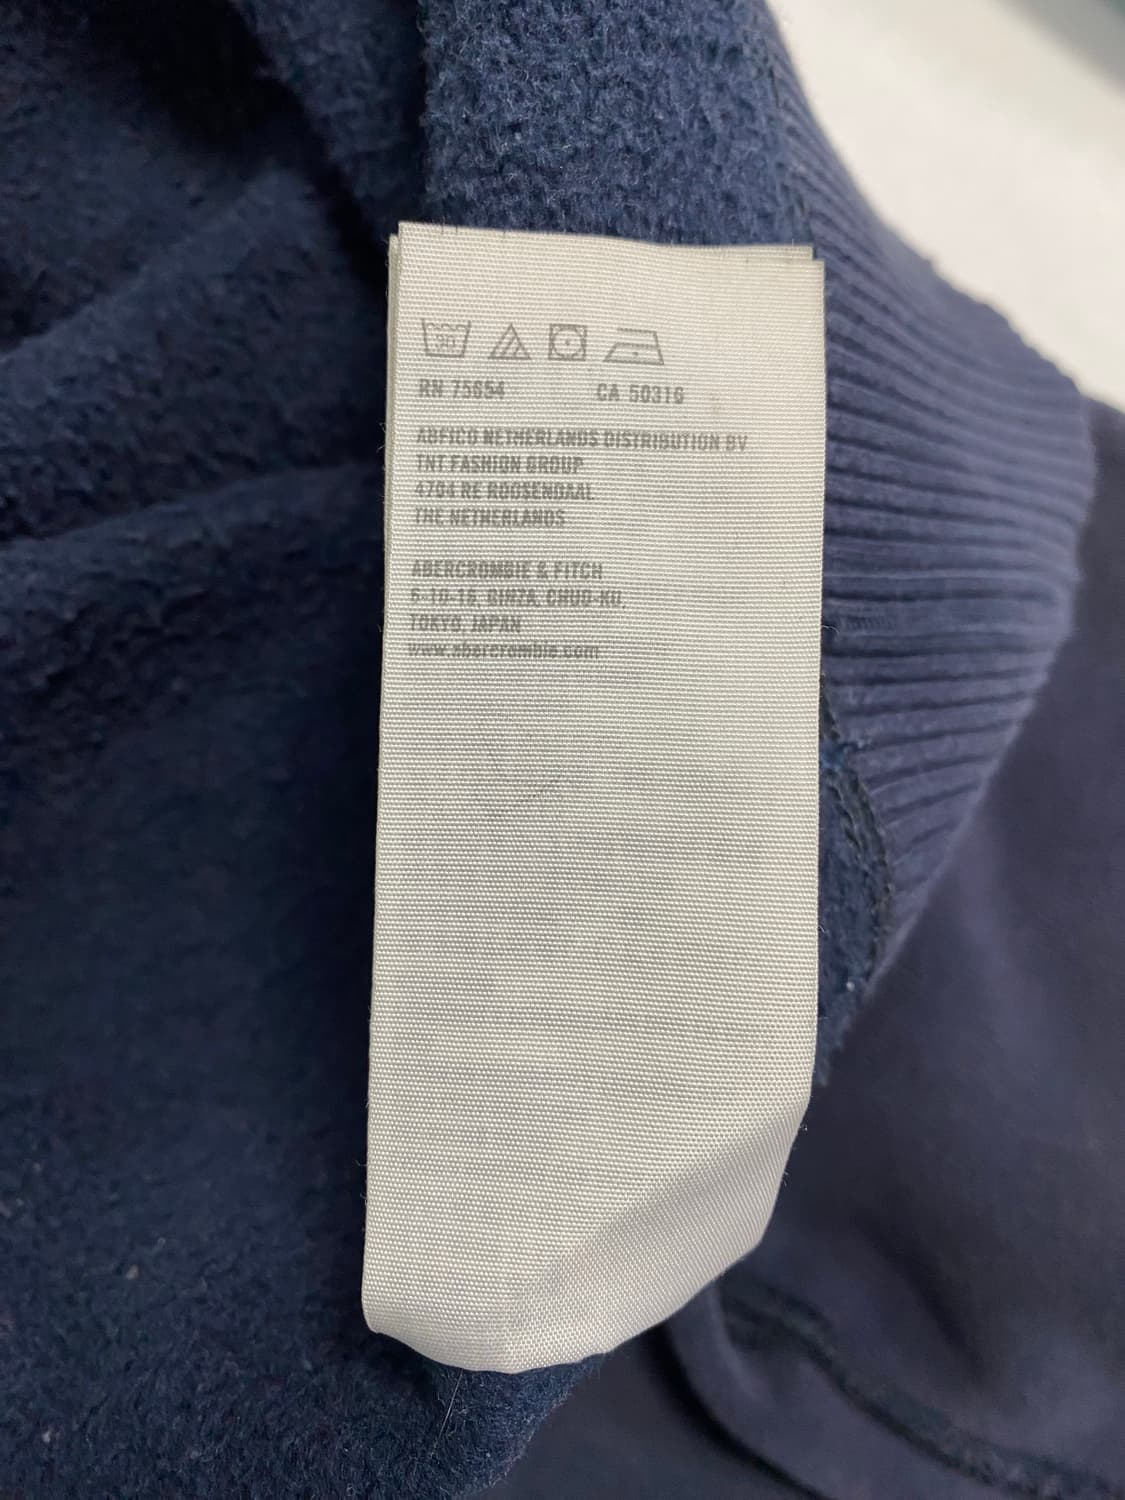 30
RN 75654 CA 50316
ABFICO NETHERLANDS DISTRIBUTION BV
TNT FASHION GROUP
4704 RE ROOSENDAAL
THE NETHERLANDS
ABERCROMBIE & FITCH
6-10-16, GINZA, CHUO-KU,
TOKYO, JAPAN
www.abercrombie.com